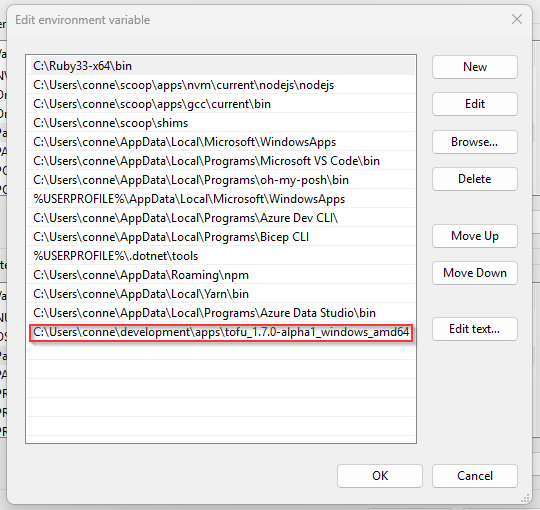 Edit environment variable
C:\Ruby33-x64\bin
C:\Users\conne\scoop\apps\nvm\current\nodejs\nodejs
C:\Users\conne\scoop\apps\gcc\current\bin
C:\Users\conne\scoop\shims
C:\Users\conne\AppData\Local\Microsoft\WindowsApps
C:\Users\conne\AppData\Local\Programs\Microsoft VS Code\bin
C:\Users\conne\AppData\Local\Programs\oh-my-posh\bin
%USERPROFILE%\AppData\Local\Microsoft\WindowsApps
C:\Users\conne\AppData\Local\Programs\Azure Dev CLI\
C:\Users\conne\AppData\Local\Programs\Bicep CLI
%USERPROFILE%\.dotnet\tools
C:\Users\conne\AppData\Roaming\npm
C:\Users\conne\AppData\Local\Yarn\bin
C:\Users\conne\AppData\Local\Programs\Azure Data Studio\bin
C:\Users\conne\development\apps\tofu_1.7.0-alpha1_windows_amd64
New
Edit
Browse...
Delete
Move Up
Move Down
Edit text...
OK
Cancel